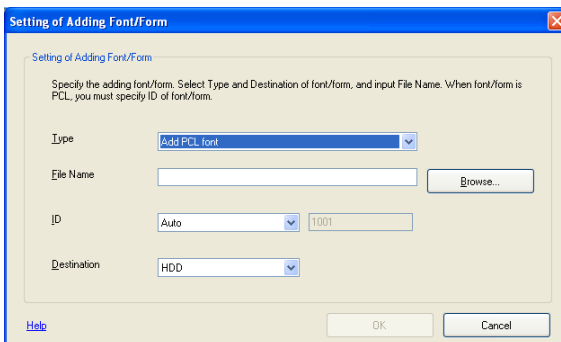 Setting of Adding Font/Form
Setting of Adding Font/Form
Specify the adding font/form. Select Type and Destination of font/form, and input File Name. When font/form is
PCL, you must specify ID of font/form.
Type
Add PCL font
File Name
Browse...
ID
Auto
1001
Destination
HDD
Help
OK
Cancel